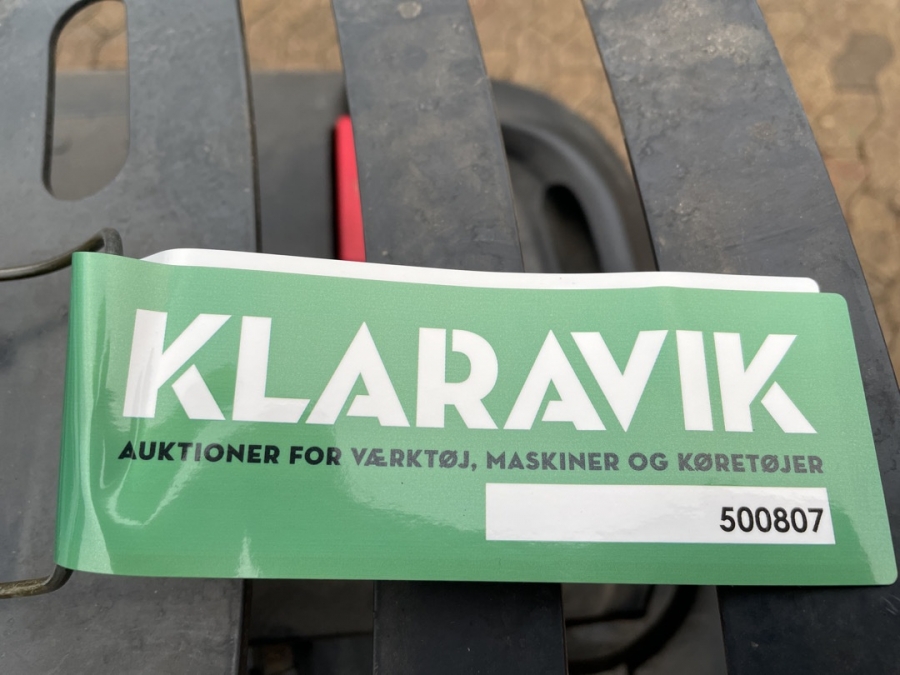 KLARAVIK
AUKTIONER FOR VÆRKTØJ, MASKINER OG KØRETØJER
500807